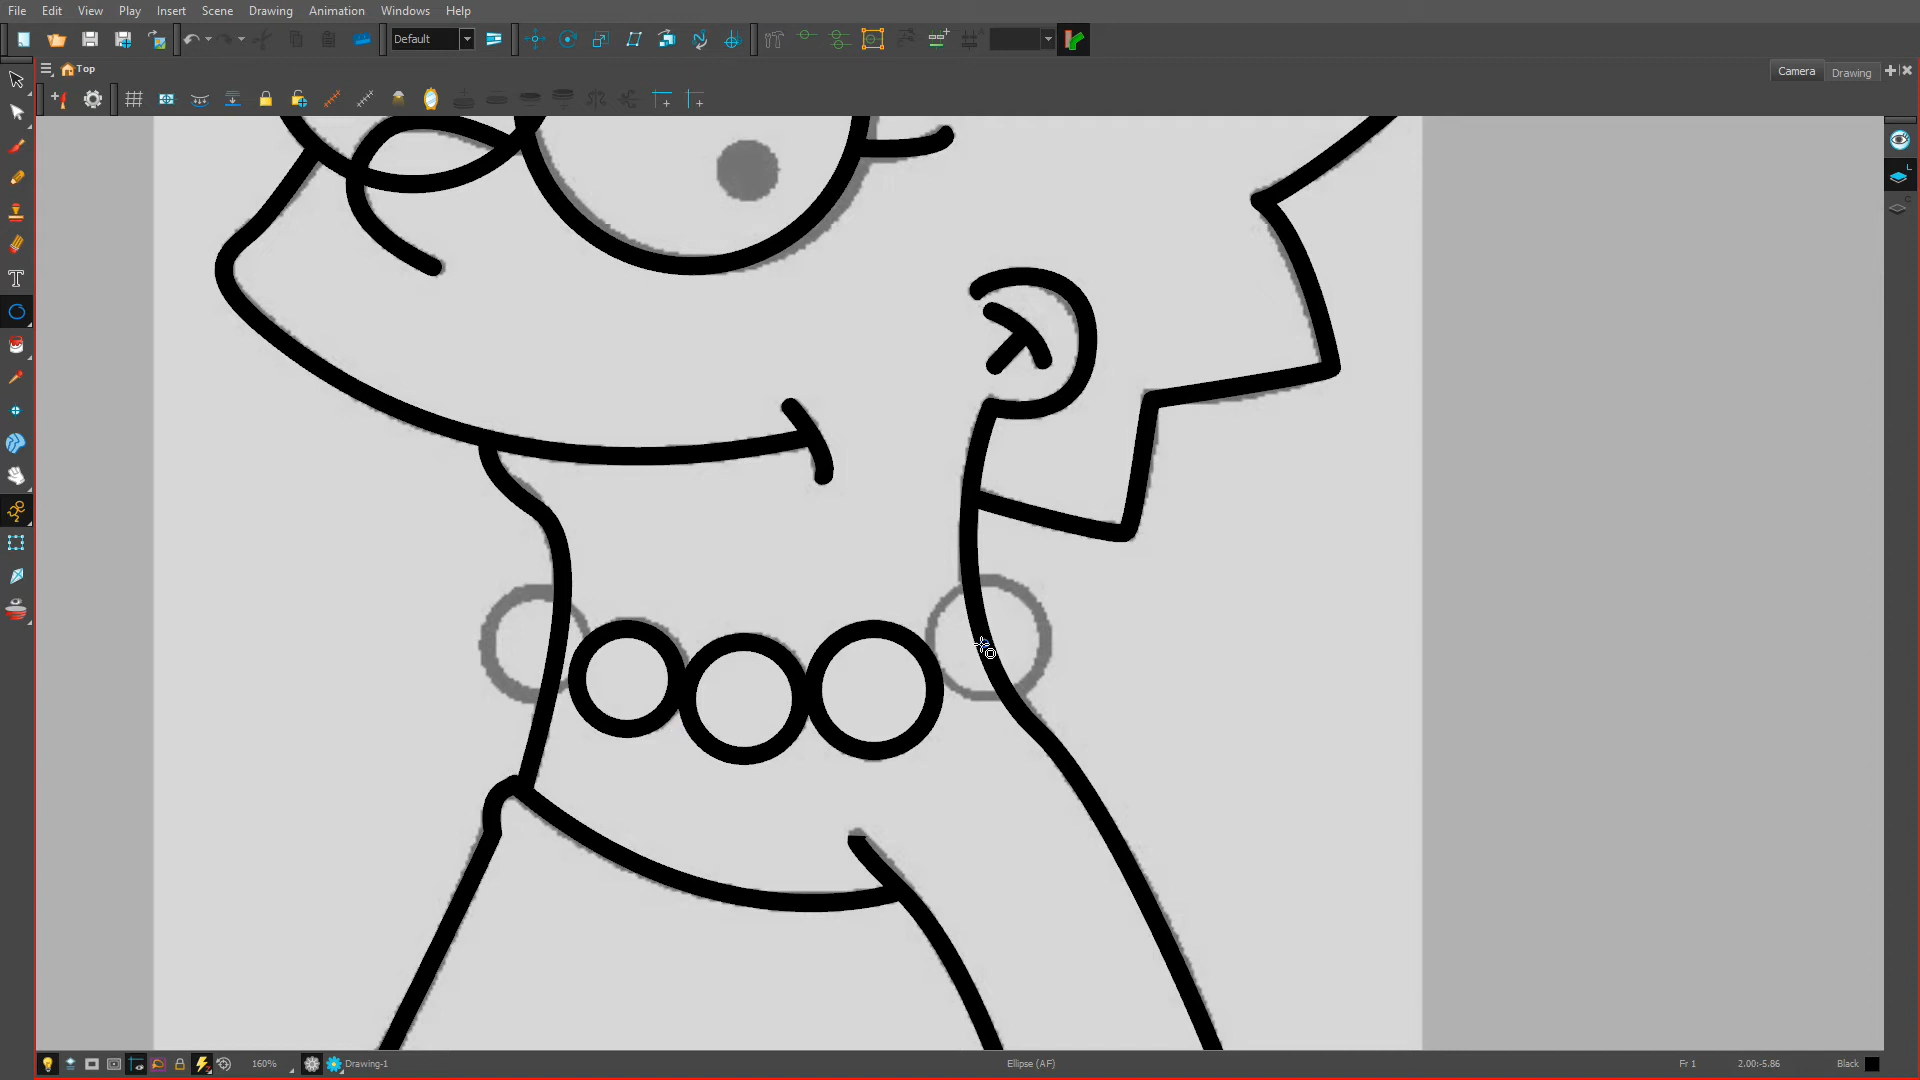 File Edit View Play Insert Scene Drawing Animation Windows Help
Default
Top
Camera Drawing
160% Drawing-1 Ellipse (AF) Fr 1 2.00:-5.86 Black